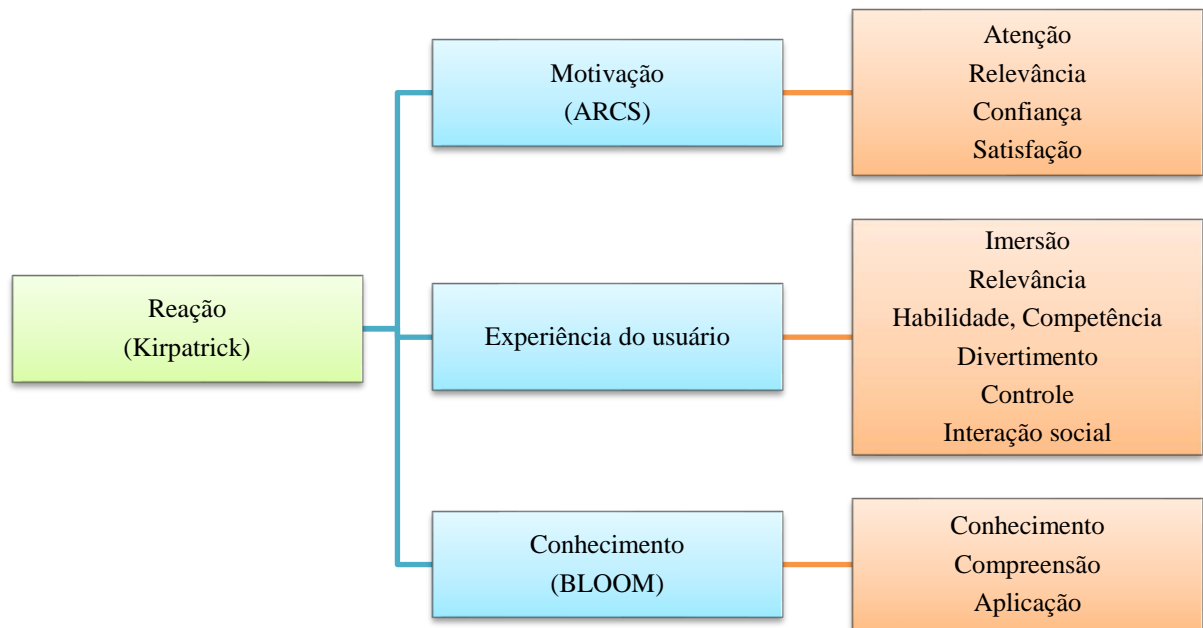 Reação
(Kirpatrick)
Motivação
(ARCS)
Atenção
Relevância
Confiança
Satisfação
Experiência do usuário
Imersão
Relevância
Habilidade, Competência
Divertimento
Controle
Interação social
Conhecimento
(BLOOM)
Conhecimento
Compreensão
Aplicação